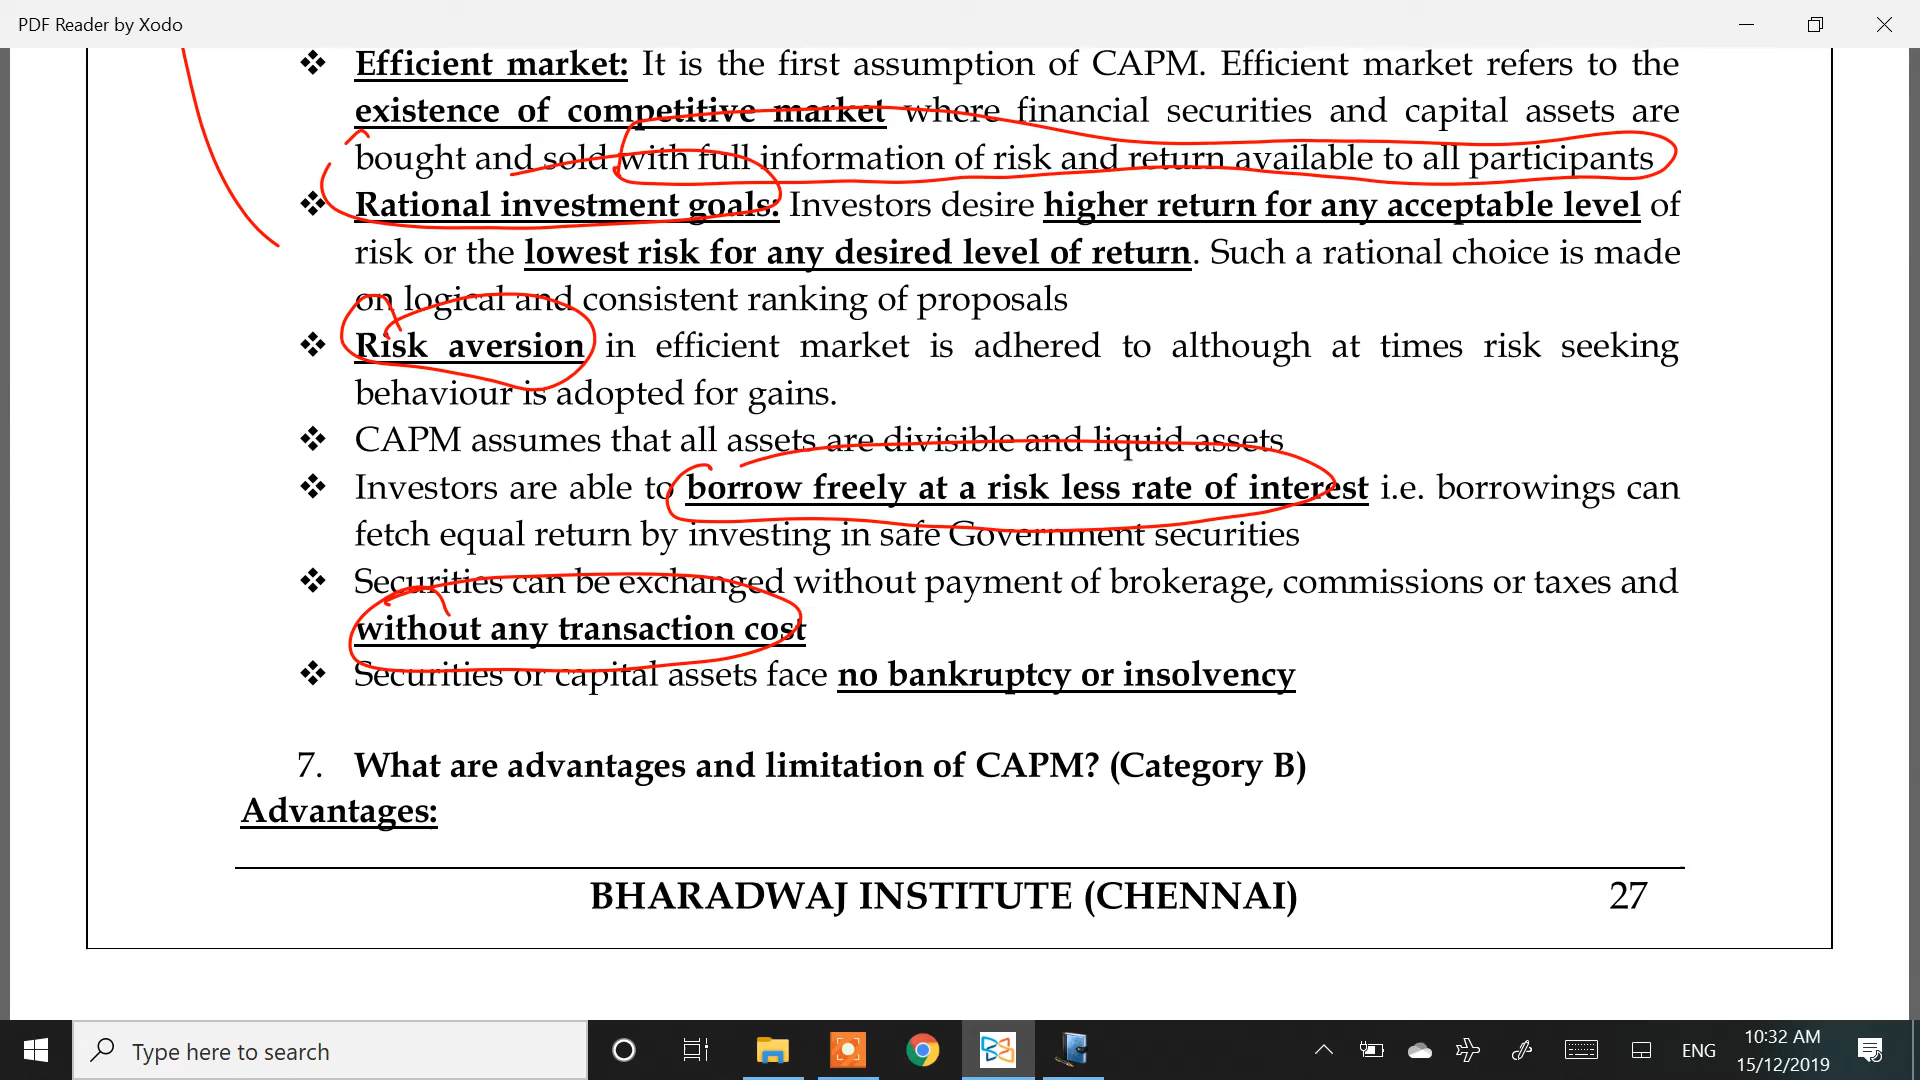 PDF Reader by Xodo
❖ Efficient market: It is the first assumption of CAPM. Efficient market refers to the
existence of competitive market where financial securities and capital assets are
bought and sold with full information of risk and return available to all participants
❖ Rational investment goals: Investors desire higher return for any acceptable level of
risk or the lowest risk for any desired level of return. Such a rational choice is made
on logical and consistent ranking of proposals
❖ Risk aversion in efficient market is adhered to although at times risk seeking
behaviour is adopted for gains.
❖ CAPM assumes that all assets are divisible and liquid assets
❖ Investors are able to borrow freely at a risk less rate of interest i.e. borrowings can
fetch equal return by investing in safe Government securities
❖ Securities can be exchanged without payment of brokerage, commissions or taxes and
without any transaction cost
❖ Securities or capital assets face no bankruptcy or insolvency
7. What are advantages and limitation of CAPM? (Category B)
Advantages:
BHARADWAJ INSTITUTE (CHENNAI) 27
Type here to search
ENG
10:32 AM
15/12/2019